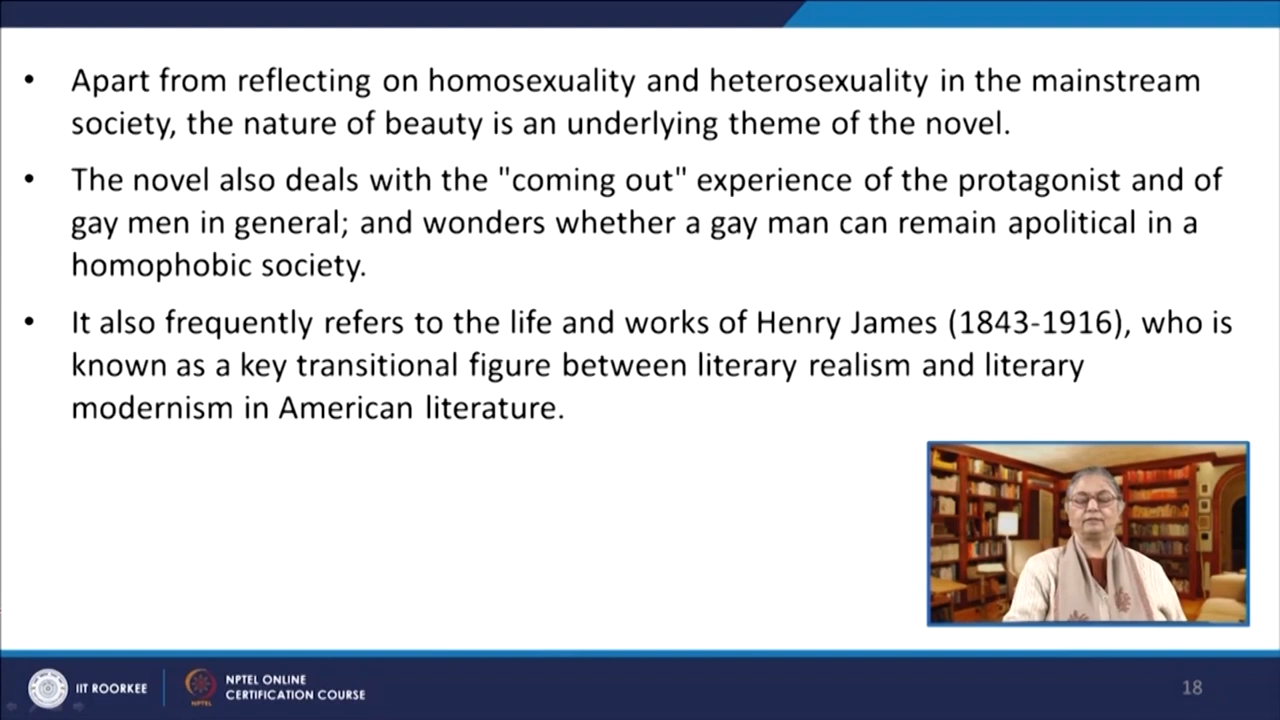 • Apart from reflecting on homosexuality and heterosexuality in the mainstream
society, the nature of beauty is an underlying theme of the novel.
• The novel also deals with the "coming out" experience of the protagonist and of
gay men in general; and wonders whether a gay man can remain apolitical in a
homophobic society.
• It also frequently refers to the life and works of Henry James (1843-1916), who is
known as a key transitional figure between literary realism and literary
modernism in American literature.
IIT ROORKEE
NPTEL
NPTEL ONLINE
CERTIFICATION COURSE
18